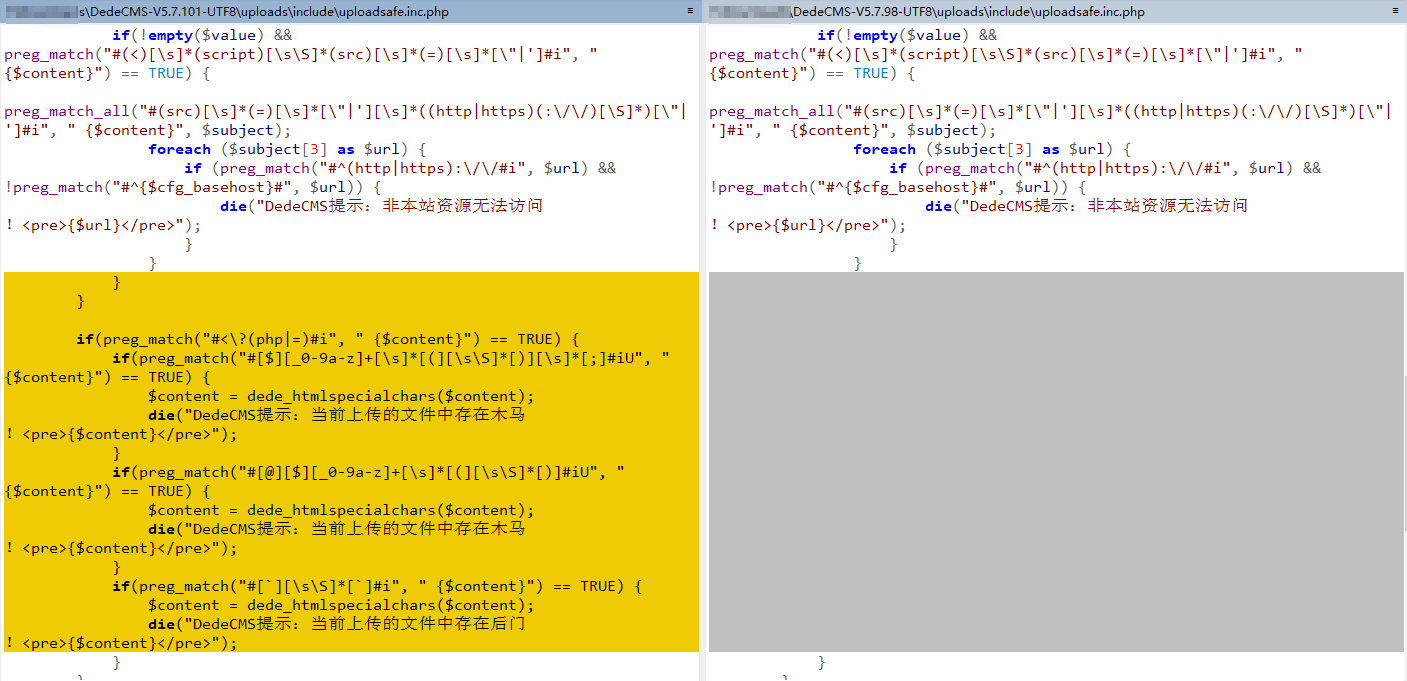 s\DedeCMS-V5.7.101-UTF8\uploads\include\uploadsafe.inc.php
if(!empty($value) &&
preg_match("#(<)[\s]*(script)[\s\S]*(src)[\s]*(=)[\s]*[\"|']#i", "
{$content}") == TRUE) {
preg_match_all("#(src)[\s]*(=)[\s]*[\"|'][\s]*((http|https)(:\/\/)[\S]*)[\"|
']#i", " {$content}", $subject);
foreach ($subject[3] as $url) {
if (preg_match("#^(http|https):\/\/#i", $url) &&
!preg_match("#^{$cfg_basehost}#", $url)) {
die("DedeCMS提示：非本站资源无法访问
！<pre>{$url}</pre>");
}
}
}
}
if(preg_match("#<\?(php|=)#i", " {$content}") == TRUE) {
if(preg_match("#[$][_0-9a-z]+[\s]*[(][\s\S]*[)][\s]*[;]#iU", "
{$content}") == TRUE) {
$content = dede_htmlspecialchars($content);
die("DedeCMS提示：当前上传的文件中存在木马
！<pre>{$content}</pre>");
}
if(preg_match("#[@][$][_0-9a-z]+[\s]*[(][\s\S]*[)]#iU", "
{$content}") == TRUE) {
$content = dede_htmlspecialchars($content);
die("DedeCMS提示：当前上传的文件中存在木马
！<pre>{$content}</pre>");
}
if(preg_match("#[`][\s\S]*[`]#i", " {$content}") == TRUE) {
$content = dede_htmlspecialchars($content);
die("DedeCMS提示：当前上传的文件中存在后门
！<pre>{$content}</pre>");
}
\DedeCMS-V5.7.98-UTF8\uploads\include\uploadsafe.inc.php
if(!empty($value) &&
preg_match("#(<)[\s]*(script)[\s\S]*(src)[\s]*(=)[\s]*[\"|']#i", "
{$content}") == TRUE) {
preg_match_all("#(src)[\s]*(=)[\s]*[\"|'][\s]*((http|https)(:\/\/)[\S]*)[\"|
']#i", " {$content}", $subject);
foreach ($subject[3] as $url) {
if (preg_match("#^(http|https):\/\/#i", $url) &&
!preg_match("#^{$cfg_basehost}#", $url)) {
die("DedeCMS提示：非本站资源无法访问
！<pre>{$url}</pre>");
}
}
}